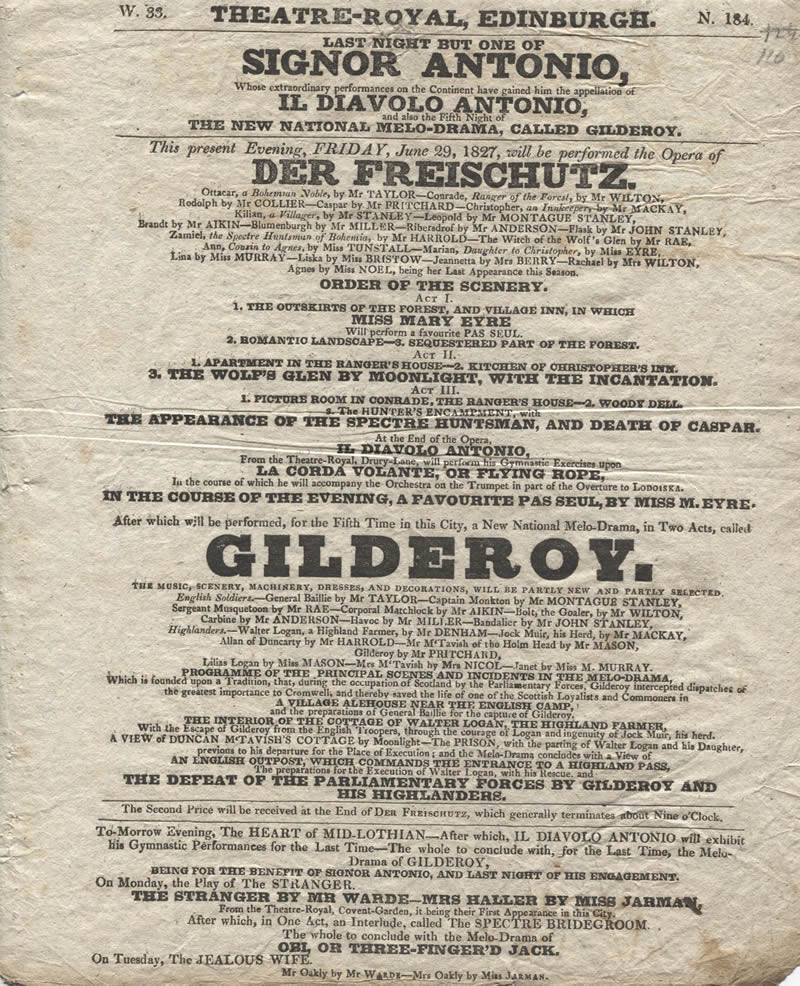 W. 33. THEATRE-ROYAL, EDINBURGH. N. 184.
LAST NIGHT BUT ONE OF
SIGNOR ANTONIO,
Whose extraordinary performances on the Continent have gained him the appellation of
IL DIAVOLO ANTONIO,
and also the Fifth Night of
THE NEW NATIONAL MELO-DRAMA, CALLED GILDEROY.
This present Evening, FRIDAY, June 29, 1827, will be performed the Opera of
DER FREISCHUTZ.
Ottacar, a Bohemian Noble, by Mr TAYLOR—Conrade, Ranger of the Forest, by Mr WILTON,
Rodolph by Mr COLLIER—Caspar by Mr PRITCHARD—Christopher, an Innkeeper, by Mr MACKAY,
Kilian, a Villager, by Mr STANLEY—Leopold by Mr MONTAGUE STANLEY,
Brandt by Mr AIKIN—Blumenburg by Mr MILLER—Ribersdrof by Mr ANDERSON—Flask by Mr JOHN STANLEY,
Zamiel, the Spectre Huntsman of Bohemia, by Mr HARROLD—The Witch of the Wolf's Glen by Mr RAE,
Ann, Cousin to Agnes, by Miss TUNSTALL—Marian, Daughter to Christopher, by Miss EYRE,
Lina by Miss MURRAY—Liska by Miss BRISTOW—Jeannetta by Mrs BERRY—Rachael by Mrs WILTON,
Agnes by Miss NOEL, being her Last Appearance this Season.
ORDER OF THE SCENERY.
Act I.
1. THE OUTSKIRTS OF THE FOREST, AND VILLAGE INN, IN WHICH
MISS MARY EYRE
Will perform a favourite PAS SEUL.
2. ROMANTIC LANDSCAPE—3. SEQUESTERED PART OF THE FOREST.
Act II.
1. APARTMENT IN THE RANGER'S HOUSE—2. KITCHEN OF CHRISTOPHER'S INN.
3. THE WOLF'S GLEN BY MOONLIGHT, WITH THE INCANTATION.
Act III.
1. PICTURE ROOM IN CONRADE, THE RANGER'S HOUSE—2. WOODY DELL.
3. The HUNTER'S ENCAMPMENT, with
THE APPEARANCE OF THE SPECTRE HUNTSMAN, AND DEATH OF CASPAR.
At the End of the Opera,
IL DIAVOLO ANTONIO,
From the Theatre-Royal, Drury-Lane, will perform his Gymnastic Exercises upon
LA CORDA VOLANTE, OR FLYING ROPE,
In the course of which he will accompany the Orchestra on the Trumpet in part of the Overture to LODOISKA.
IN THE COURSE OF THE EVENING, A FAVOURITE PAS SEUL, BY MISS M. EYRE.
After which will be performed, for the Fifth Time in this City, a New National Melo-Drama, in Two Acts, called
GILDEROY.
THE MUSIC, SCENERY, MACHINERY, DRESSES, AND DECORATIONS, WILL BE PARTLY NEW AND PARTLY SELECTED.
English Soldiers.—General Baillie by Mr TAYLOR—Captain Monkton by Mr MONTAGUE STANLEY,
Sergeant Musquetoon by Mr RAE—Corporal Matchlock by Mr AIKIN—Bolt, the Goaler, by Mr WILTON,
Carbine by Mr ANDERSON—Havoc by Mr MILLER—Bandalier by Mr JOHN STANLEY,
Highlanders.—Walter Logan, a Highland Farmer, by Mr DENHAM—Jock Muir, his Herd, by Mr MACKAY,
Allan of Duncarty by Mr HARROLD—Mr M'Tavish of the Holm Head by Mr MASON,
Gilderoy by Mr PRITCHARD,
Lilias Logan by Miss MASON—Mrs M'Tavish by Mrs NICOL—Janet by Miss M. MURRAY.
PROGRAMME OF THE PRINCIPAL SCENES AND INCIDENTS IN THE MELO-DRAMA,
Which is founded upon a Tradition, that, during the occupation of Scotland by the Parliamentary Forces, Gilderoy intercepted dispatches of
the greatest importance to Cromwell, and thereby saved the life of one of the Scottish Loyalists and Commoners in
A VILLAGE ALEHOUSE NEAR THE ENGLISH CAMP,
and the preparations of General Baillie for the capture of Gilderoy.
THE INTERIOR OF THE COTTAGE OF WALTER LOGAN, THE HIGHLAND FARMER,
With the Escape of Gilderoy from the English Troopers, through the courage of Logan and ingenuity of Jock Muir, his herd.
A VIEW of DUNCAN McTAVISH'S COTTAGE by Moonlight—The PRISON, with the parting of Walter Logan and his Daughter,
previous to his departure for the Place of Execution; and the Melo-Drama concludes with a View of
AN ENGLISH OUTPOST, WHICH COMMANDS THE ENTRANCE TO A HIGHLAND PASS,
The preparations for the Execution of Walter Logan, with his Rescue, and
THE DEFEAT OF THE PARLIAMENTARY FORCES BY GILDEROY AND
HIS HIGHLANDERS.
The Second Price will be received at the End of DER FREISCHUTZ, which generally terminates about Nine o'Clock.
To-Morrow Evening, The HEART of MID-LOTHIAN—After which, IL DIAVOLO ANTONIO will exhibit
his Gymnastic Performances for the Last Time—The whole to conclude with, for the Last Time, the Melo-
Drama of GILDEROY,
BEING FOR THE BENEFIT OF SIGNOR ANTONIO, AND LAST NIGHT OF HIS ENGAGEMENT.
On Monday, the Play of The STRANGER.
THE STRANGER BY MR WARDE—MRS HALLER BY MISS JARMAN,
From the Theatre-Royal, Covent-Garden, it being their First Appearance in this City.
After which, in One Act, an Interlude, called The SPECTRE BRIDEGROOM.
The whole to conclude with the Melo-Drama of
OBI, OR THREE-FINGER'D JACK.
On Tuesday, The JEALOUS WIFE.
Mr Oakly by Mr WARDE—Mrs Oakly by Miss JARMAN.